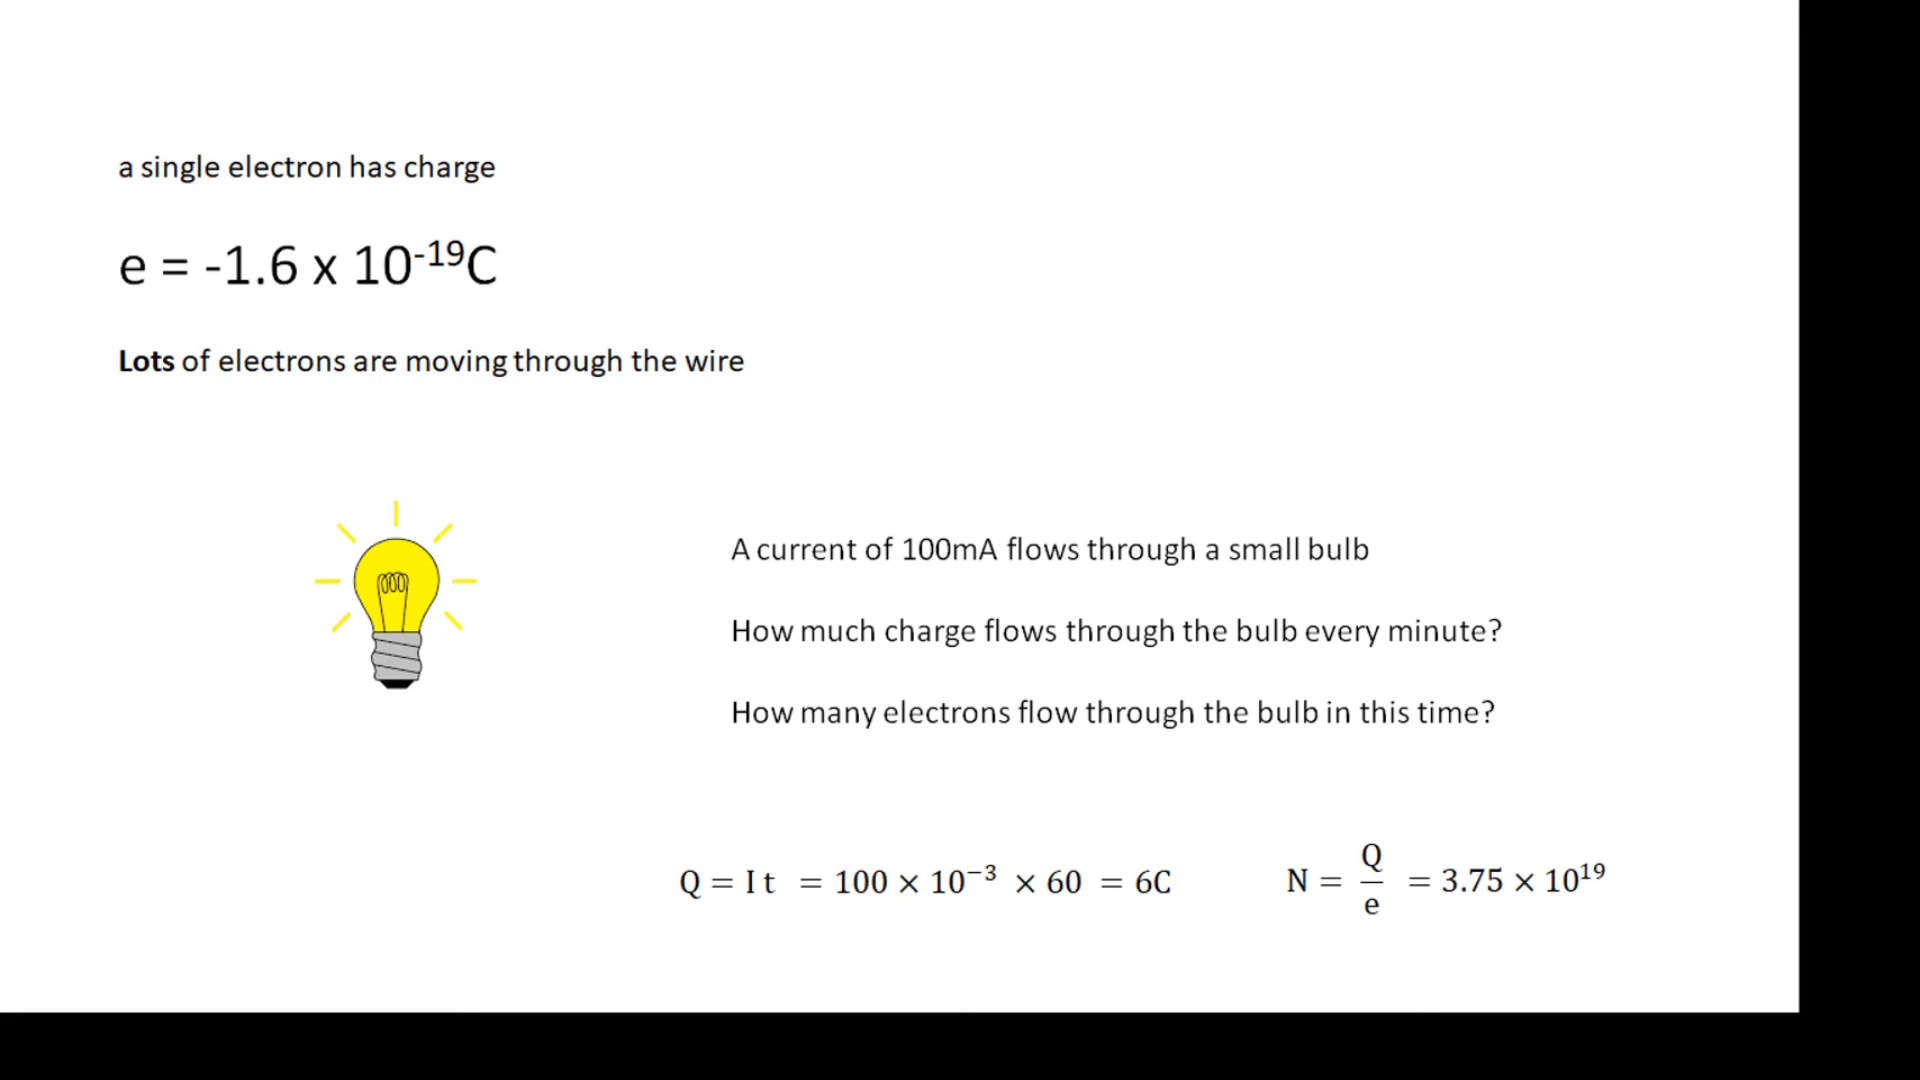 a single electron has charge
e = -1.6 x 10⁻¹⁹C
Lots of electrons are moving through the wire
A current of 100mA flows through a small bulb
How much charge flows through the bulb every minute?
How many electrons flow through the bulb in this time?
Q = I t = 100 × 10⁻³ × 60 = 6C
N = Q/e = 3.75 × 10¹⁹